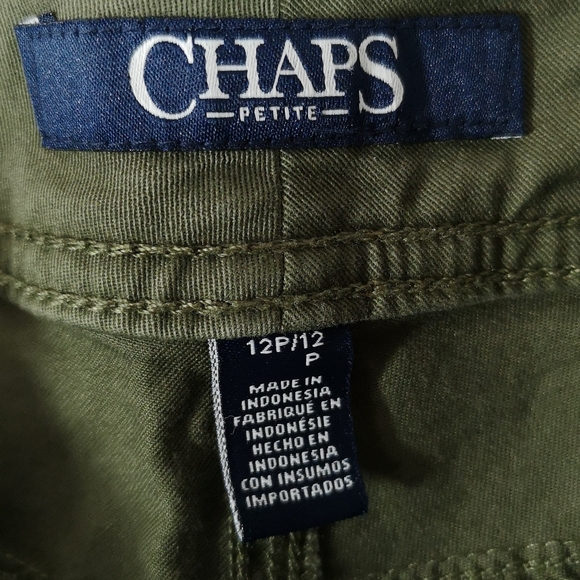 CHAPS
PETITE
12P/12
P
MADE IN
INDONESIA
FABRIQUÉ EN
INDONÉSIE
HECHO EN
INDONESIA
CON INSUMOS
IMPORTADOS